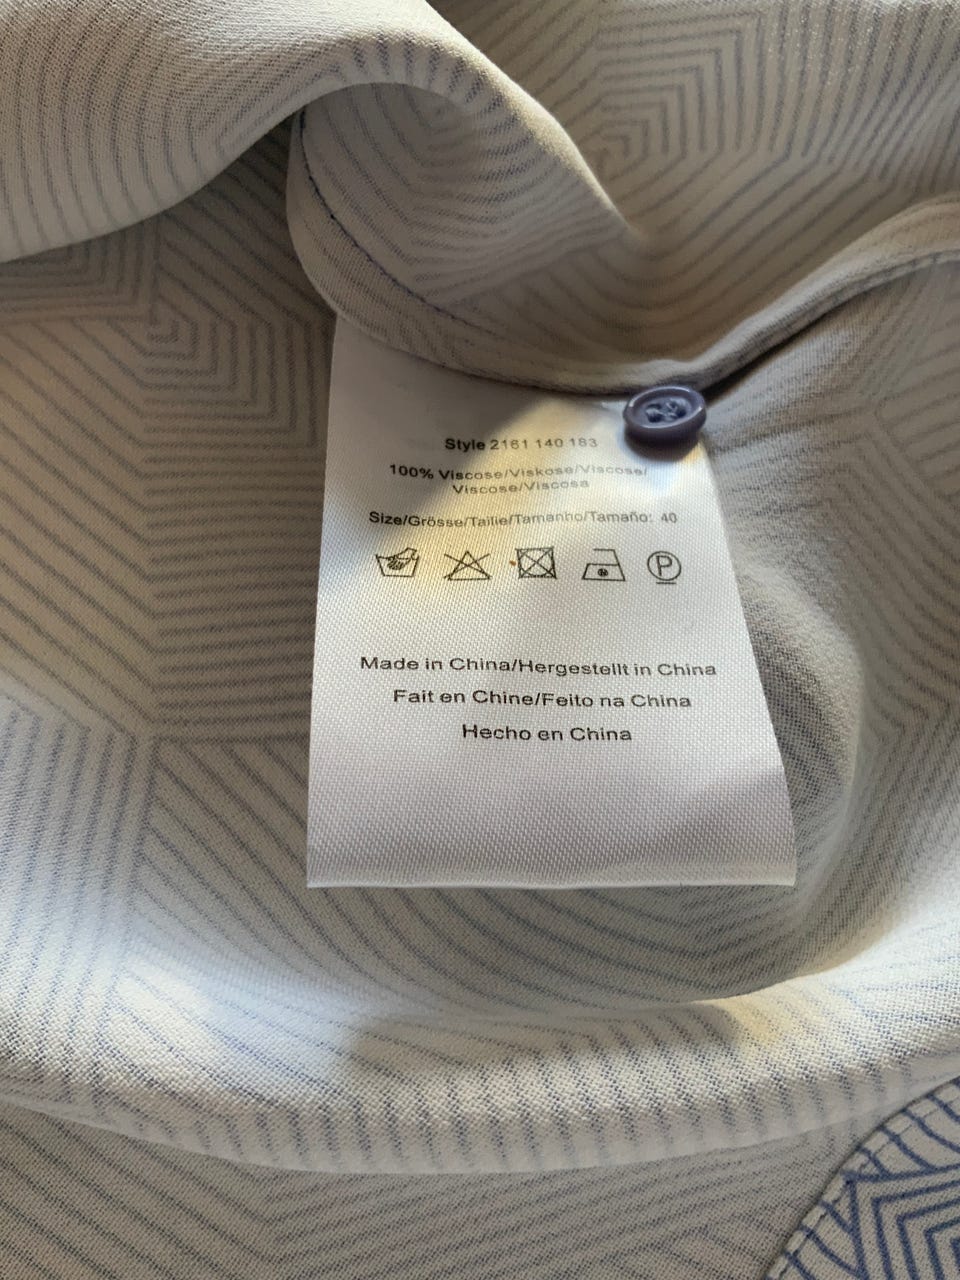 Style 2161 140 183
100% Viscose/Viskose/Viscose/
Viscose/Viscosa
Size/Grösse/Taille/Tamanho/Tamaño: 40
P
Made in China/Hergestellt in China
Fait en Chine/Feito na China
Hecho en China